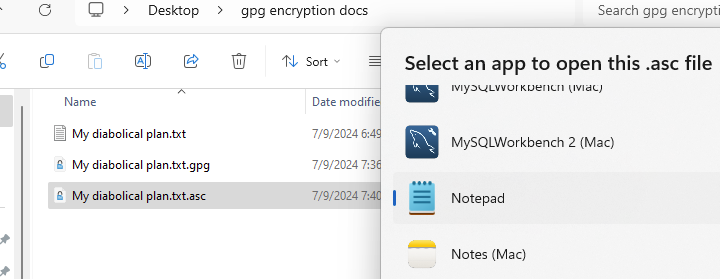 Desktop > gpg encryption docs
Search gpg encrypti
Sort
Select an app to open this .asc file
Name
Date modifie
MySQLWorkbench (Mac)
My diabolical plan.txt
7/9/2024 6:49
MySQLWorkbench 2 (Mac)
My diabolical plan.txt.gpg
7/9/2024 7:36
My diabolical plan.txt.asc
7/9/2024 7:40
Notepad
Notes (Mac)